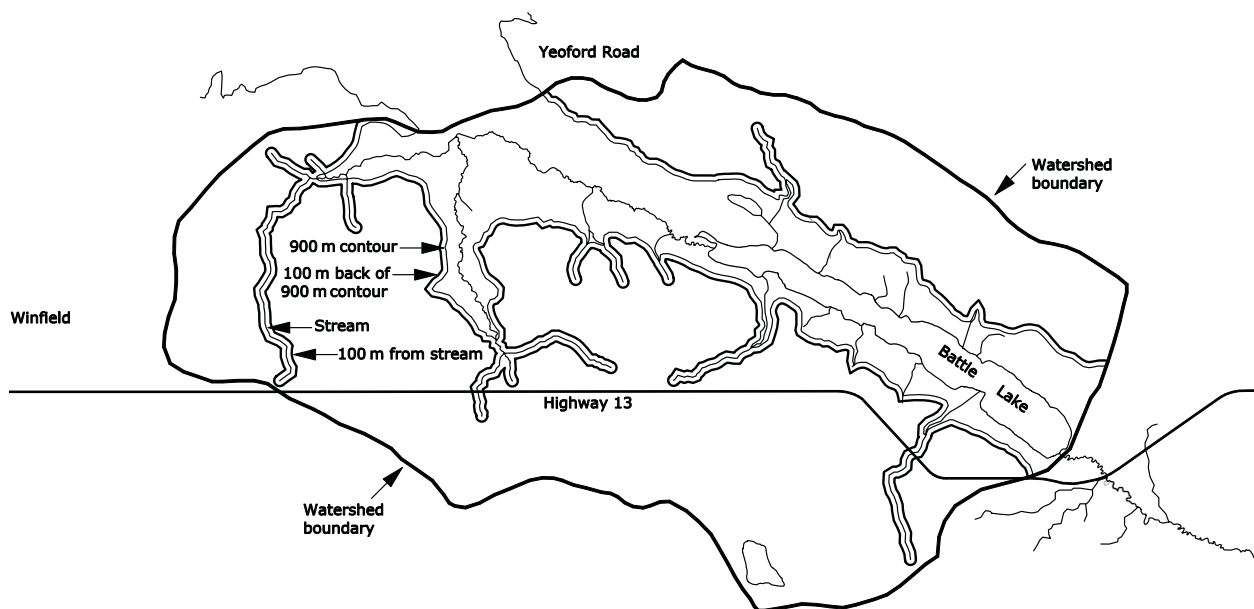 Yeoford Road
Watershed
boundary
900 m contour
100 m back of
900 m contour
Winfield
Stream
100 m from stream
Battle
Lake
Highway 13
Watershed
boundary